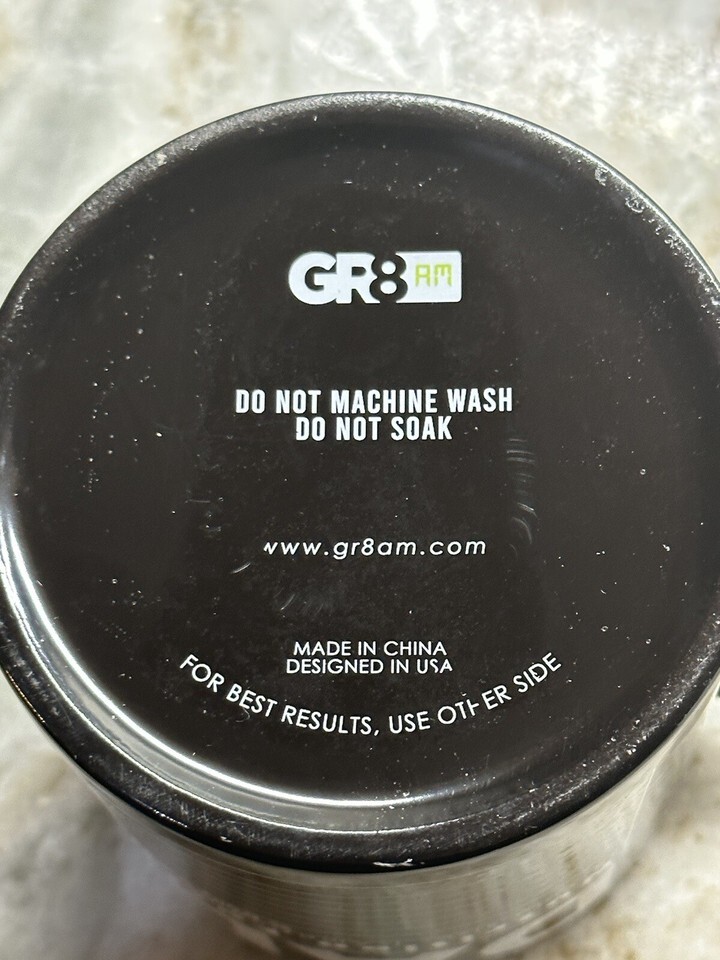 GR8 AM
DO NOT MACHINE WASH
DO NOT SOAK
www.gr8am.com
MADE IN CHINA
DESIGNED IN USA
FOR BEST RESULTS, USE OTHER SIDE